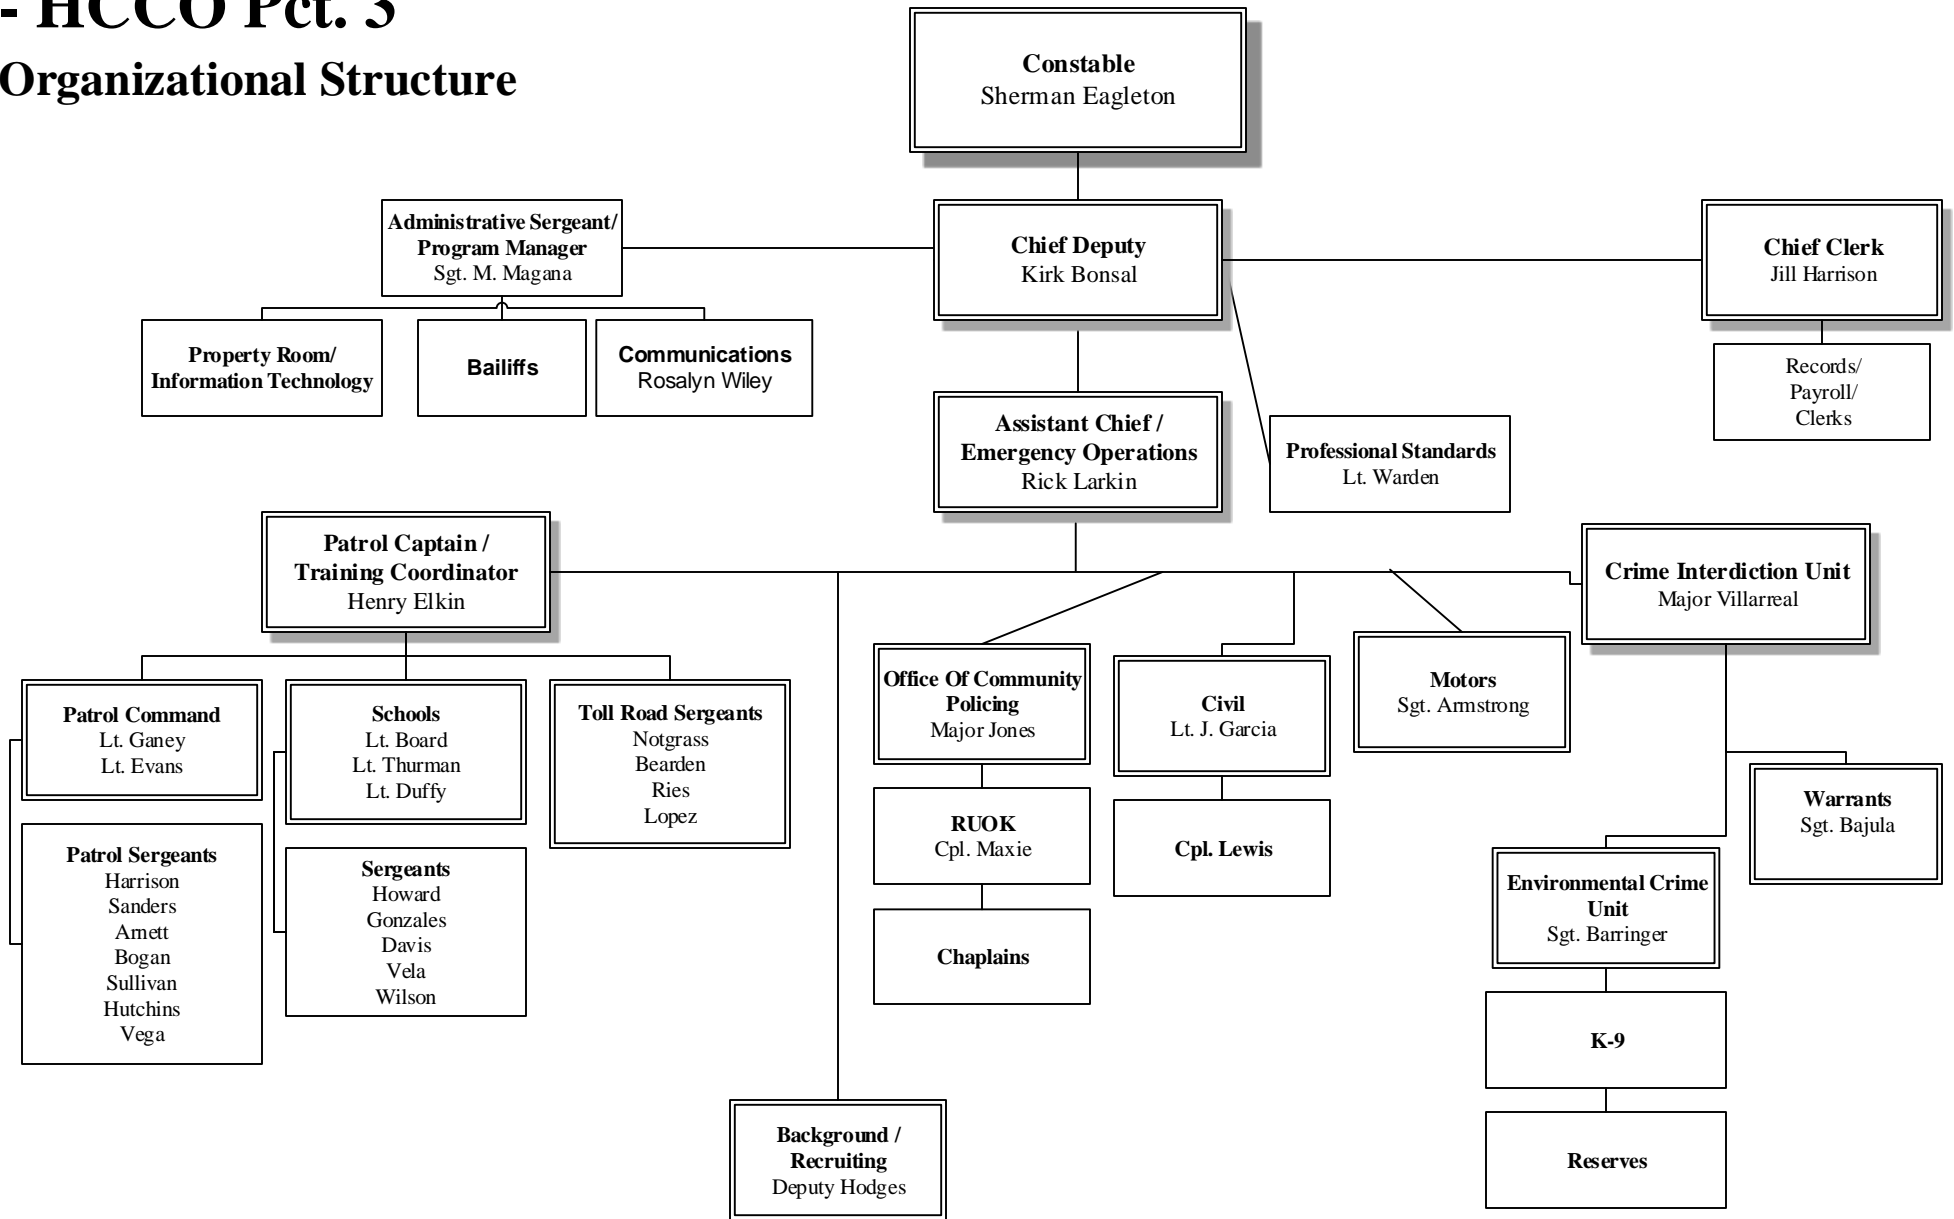 - HCCO Pct. 3
Organizational Structure
Constable
Sherman Eagleton
Administrative Sergeant/
Program Manager
Sgt. M. Magana
Chief Deputy
Kirk Bonsal
Chief Clerk
Jill Harrison
Property Room/
Information Technology
Bailiffs
Communications
Rosalyn Wiley
Records/
Payroll/
Clerks
Assistant Chief /
Emergency Operations
Rick Larkin
Professional Standards
Lt. Warden
Patrol Captain /
Training Coordinator
Henry Elkin
Crime Interdiction Unit
Major Villarreal
Patrol Command
Lt. Ganey
Lt. Evans
Schools
Lt. Board
Lt. Thurman
Lt. Duffy
Toll Road Sergeants
Notgrass
Bearden
Ries
Lopez
Office Of Community
Policing
Major Jones
Civil
Lt. J. Garcia
Motors
Sgt. Armstrong
Warrants
Sgt. Bajula
Patrol Sergeants
Harrison
Sanders
Arnett
Bogan
Sullivan
Hutchins
Vega
Sergeants
Howard
Gonzales
Davis
Vela
Wilson
RUOK
Cpl. Maxie
Cpl. Lewis
Environmental Crime
Unit
Sgt. Barringer
Chaplains
K-9
Background /
Recruiting
Deputy Hodges
Reserves